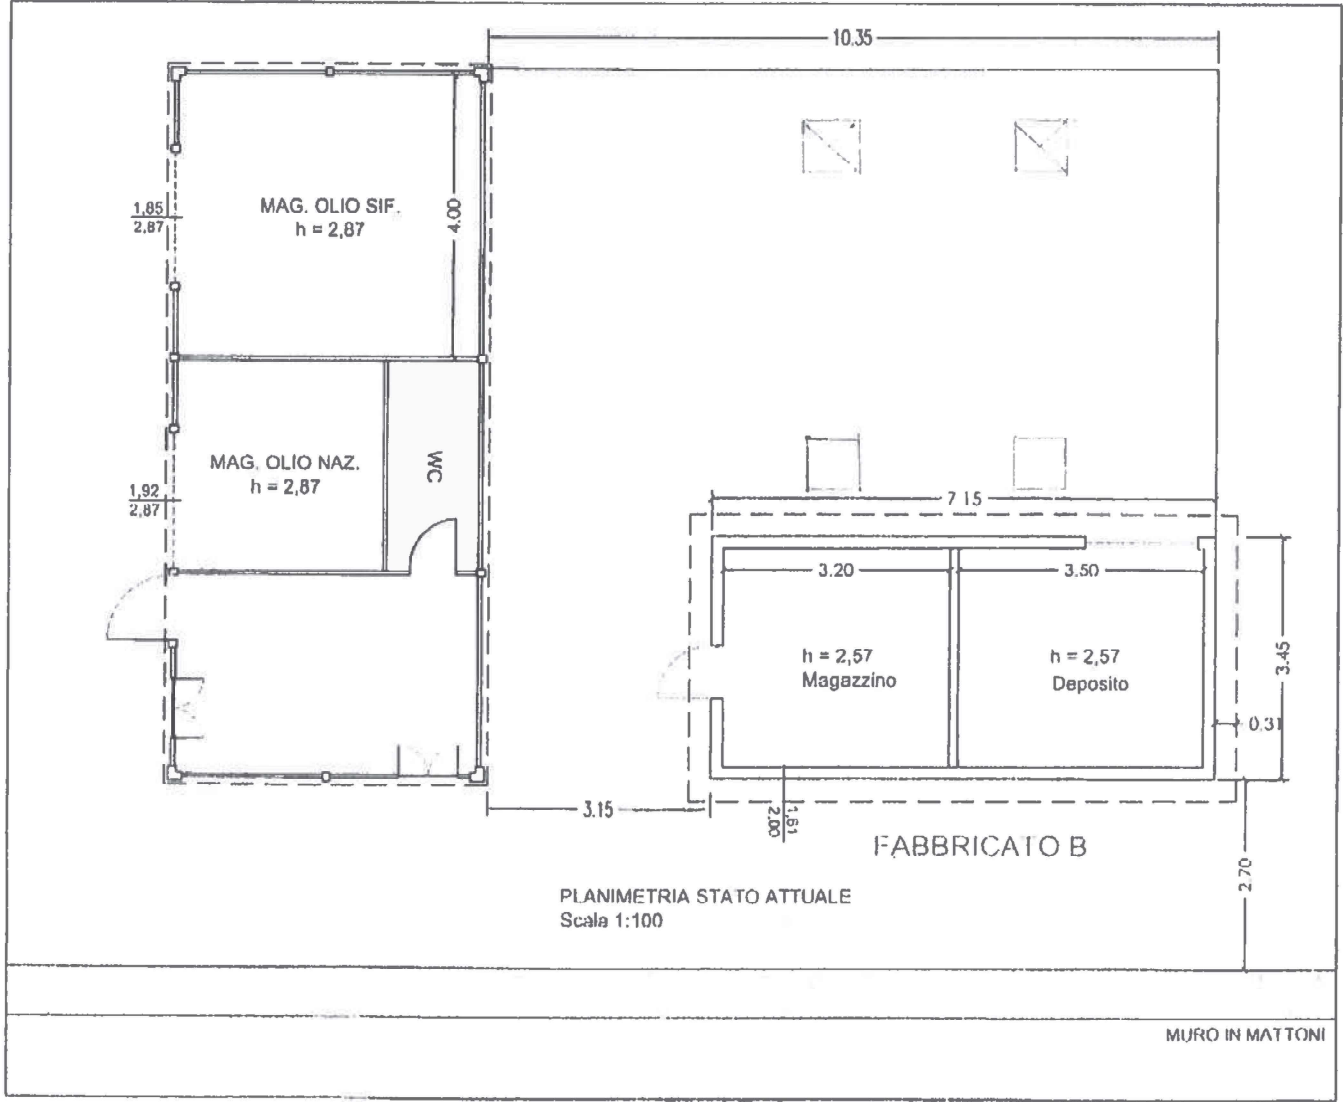 10.35
MAG. OLIO SIF.
h = 2,87
4.00
1,85
2.87
MAG. OLIO NAZ.
h = 2,87
WC
1,92
2,87
7.15
3.20
3.50
h = 2,57
Magazzino
h = 2,57
Deposito
3.45
0,31
3.15
1,61
2.00
FABBRICATO B
2.70
PLANIMETRIA STATO ATTUALE
Scala 1:100
MURO IN MATTONI